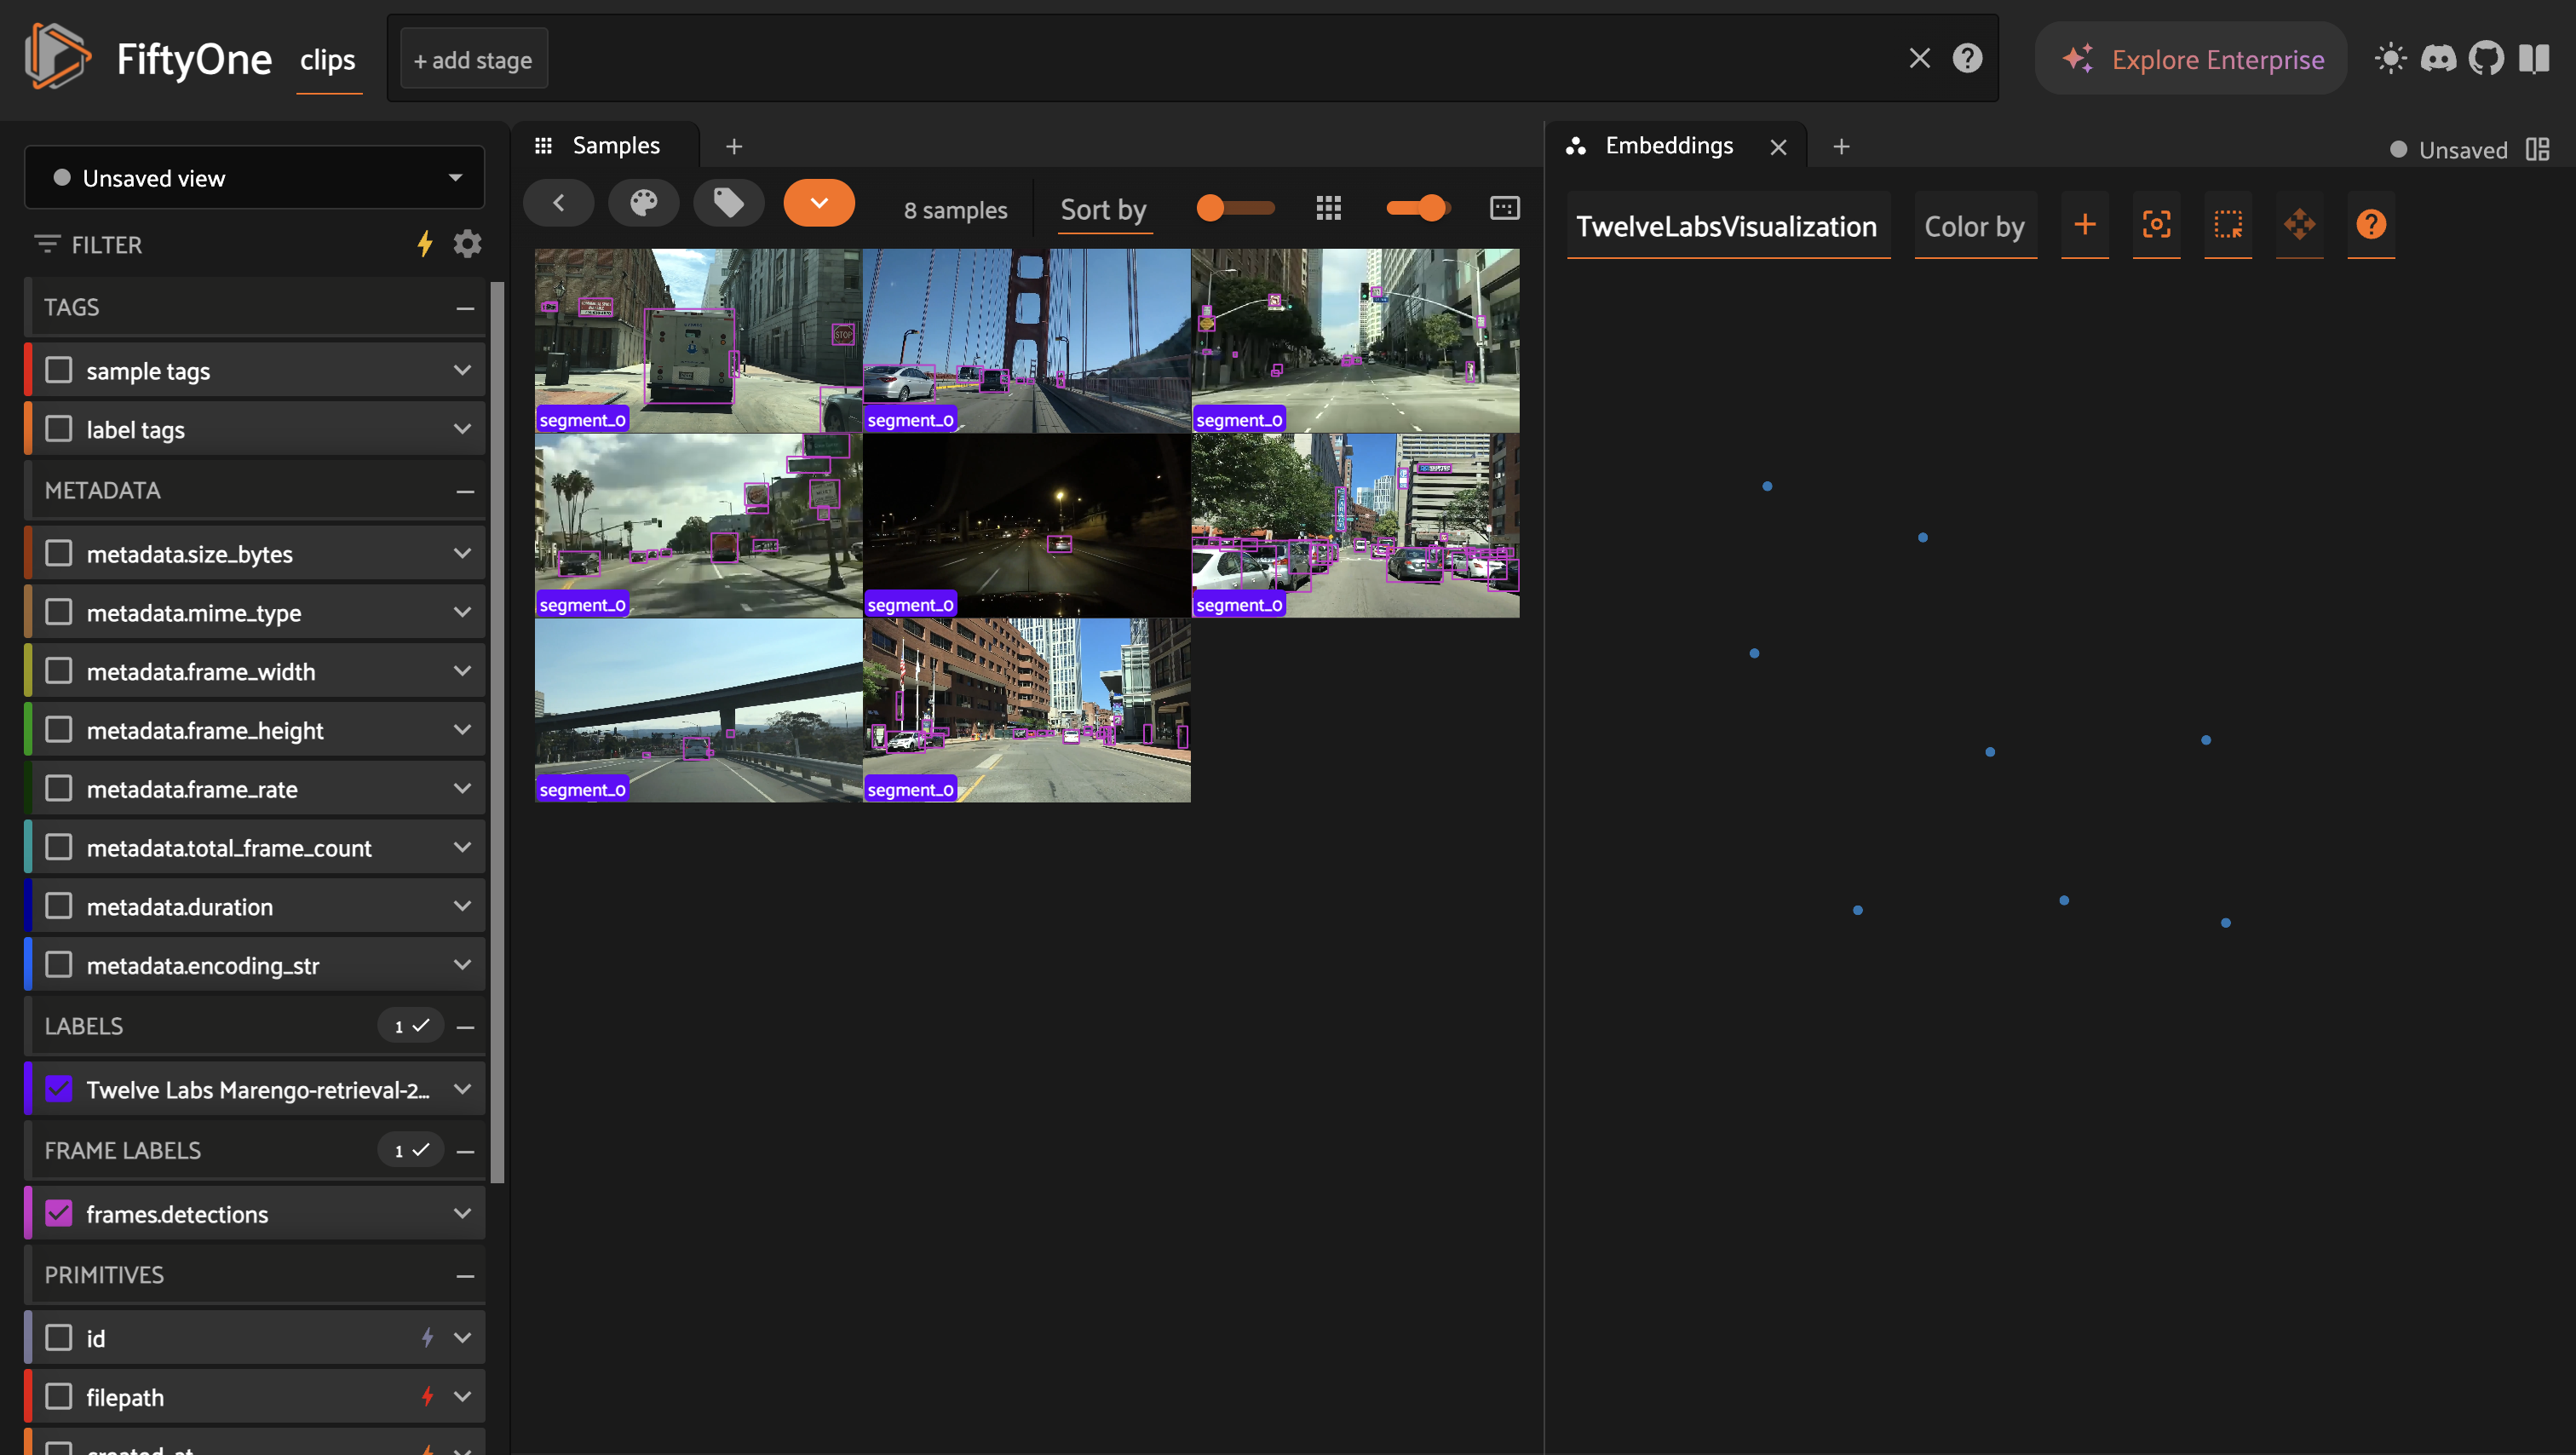 FiftyOne
clips
+ add stage
Explore Enterprise
Unsaved view
FILTER
TAGS
sample tags
label tags
METADATA
metadata.size_bytes
metadata.mime_type
metadata.frame_width
metadata.frame_height
metadata.frame_rate
metadata.total_frame_count
metadata.duration
metadata.encoding_str
LABELS
1
Twelve Labs Marengo-retrieval-2...
FRAME LABELS
1
frames.detections
PRIMITIVES
id
filepath
created_at
Samples
8 samples
Sort by
STOP
segment_0
segment_0
segment_0
segment_0
segment_0
segment_0
segment_0
segment_0
Embeddings
Unsaved
TwelveLabsVisualization
Color by